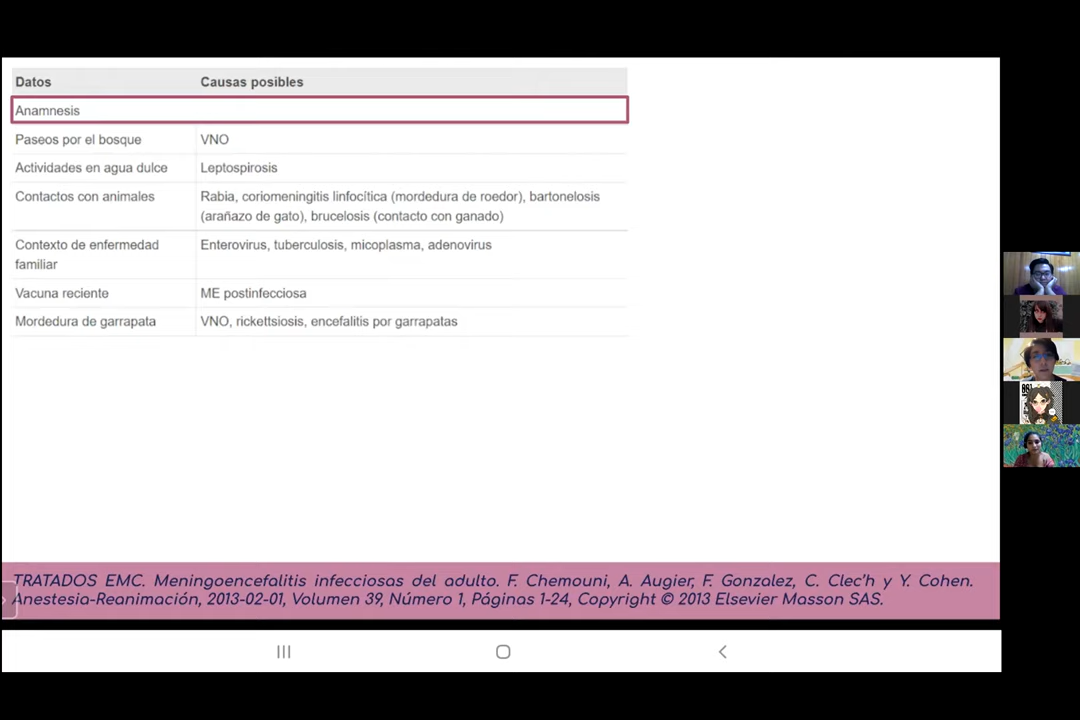 Datos Causas posibles
Anamnesis
Paseos por el bosque VNO
Actividades en agua dulce Leptospirosis
Contactos con animales Rabia, coriomeningitis linfocítica (mordedura de roedor), bartonelosis
(arañazo de gato), brucelosis (contacto con ganado)
Contexto de enfermedad Enterovirus, tuberculosis, micoplasma, adenovirus
familiar
Vacuna reciente ME postinfecciosa
Mordedura de garrapata VNO, rickettsiosis, encefalitis por garrapatas
TRATADOS EMC. Meningoencefalitis infecciosas del adulto. F. Chemouni, A. Augier, F. Gonzalez, C. Clec'h y Y. Cohen.
Anestesia-Reanimación, 2013-02-01, Volumen 39, Número 1, Páginas 1-24, Copyright © 2013 Elsevier Masson SAS.